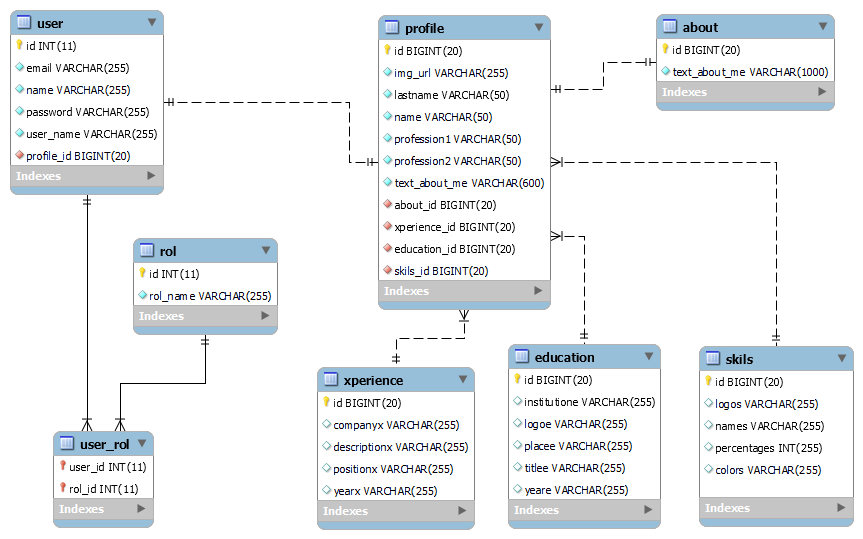 user
id INT(11)
email VARCHAR(255)
name VARCHAR(255)
password VARCHAR(255)
user_name VARCHAR(255)
profile_id BIGINT(20)
Indexes
profile
id BIGINT(20)
img_url VARCHAR(255)
lastname VARCHAR(50)
name VARCHAR(50)
profession1 VARCHAR(50)
profession2 VARCHAR(50)
text_about_me VARCHAR(600)
about_id BIGINT(20)
xperience_id BIGINT(20)
education_id BIGINT(20)
skils_id BIGINT(20)
Indexes
about
id BIGINT(20)
text_about_me VARCHAR(1000)
Indexes
rol
id INT(11)
rol_name VARCHAR(255)
Indexes
user_rol
user_id INT(11)
rol_id INT(11)
Indexes
xperience
id BIGINT(20)
companyx VARCHAR(255)
descriptionx VARCHAR(255)
positionx VARCHAR(255)
yearx VARCHAR(255)
Indexes
education
id BIGINT(20)
institutione VARCHAR(255)
logoe VARCHAR(255)
placee VARCHAR(255)
titlee VARCHAR(255)
yeare VARCHAR(255)
Indexes
skils
id BIGINT(20)
logos VARCHAR(255)
names VARCHAR(255)
percentages INT(255)
colors VARCHAR(255)
Indexes